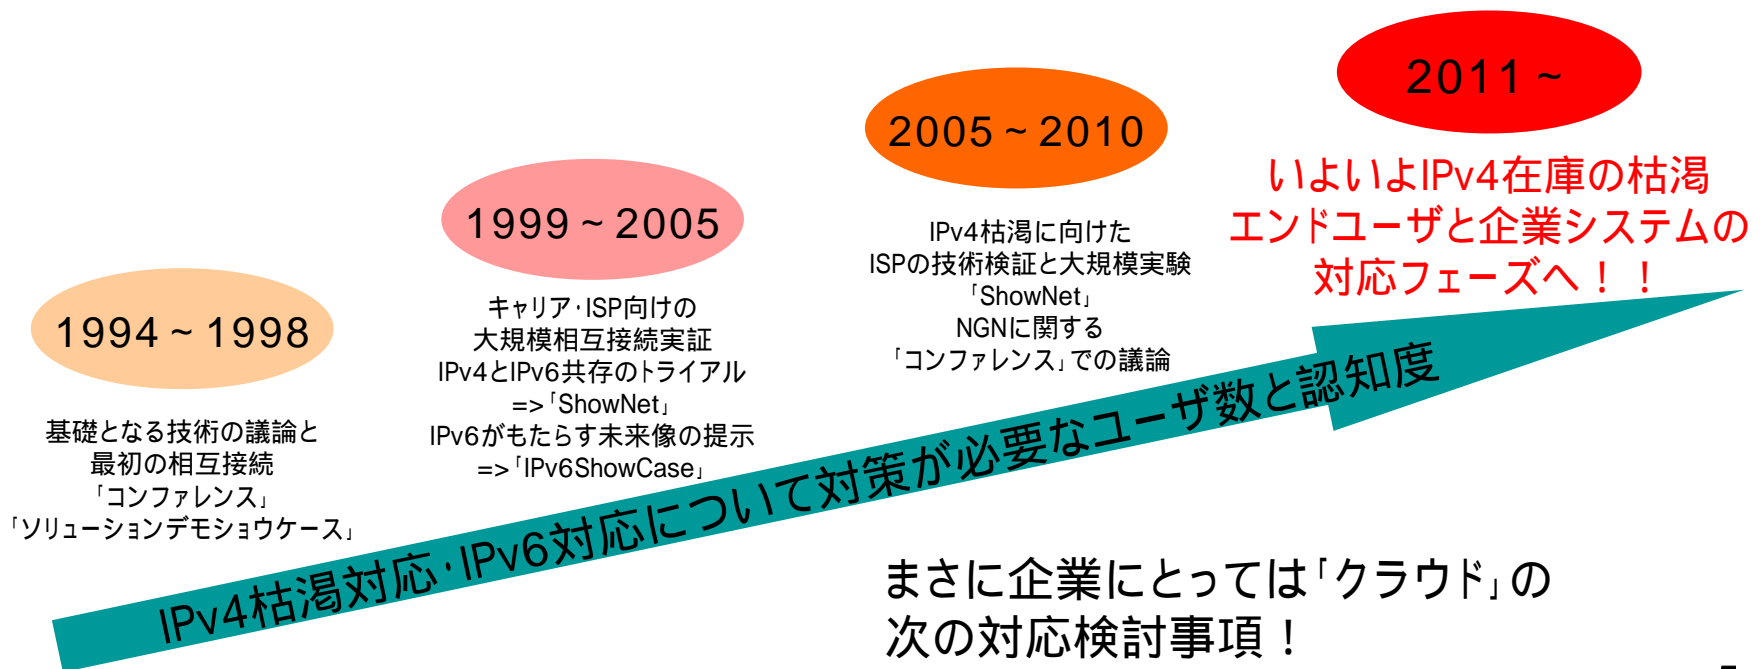 1994～1998
基礎となる技術の議論と
最初の相互接続
「コンファレンス」
「ソリューションデモショウケース」
1999～2005
キャリア・ISP向けの
大規模相互接続実証
IPv4とIPv6共存のトライアル
=>「ShowNet」
IPv6がもたらす未来像の提示
=>「IPv6ShowCase」
2005～2010
IPv4枯渇に向けた
ISPの技術検証と大規模実験
「ShowNet」
NGNに関する
「コンファレンス」での議論
2011～
いよいよIPv4在庫の枯渇
エンドユーザと企業システムの
対応フェーズへ！！
IPv4枯渇対応・IPv6対応について対策が必要なユーザ数と認知度
まさに企業にとっては「クラウド」の
次の対応検討事項！